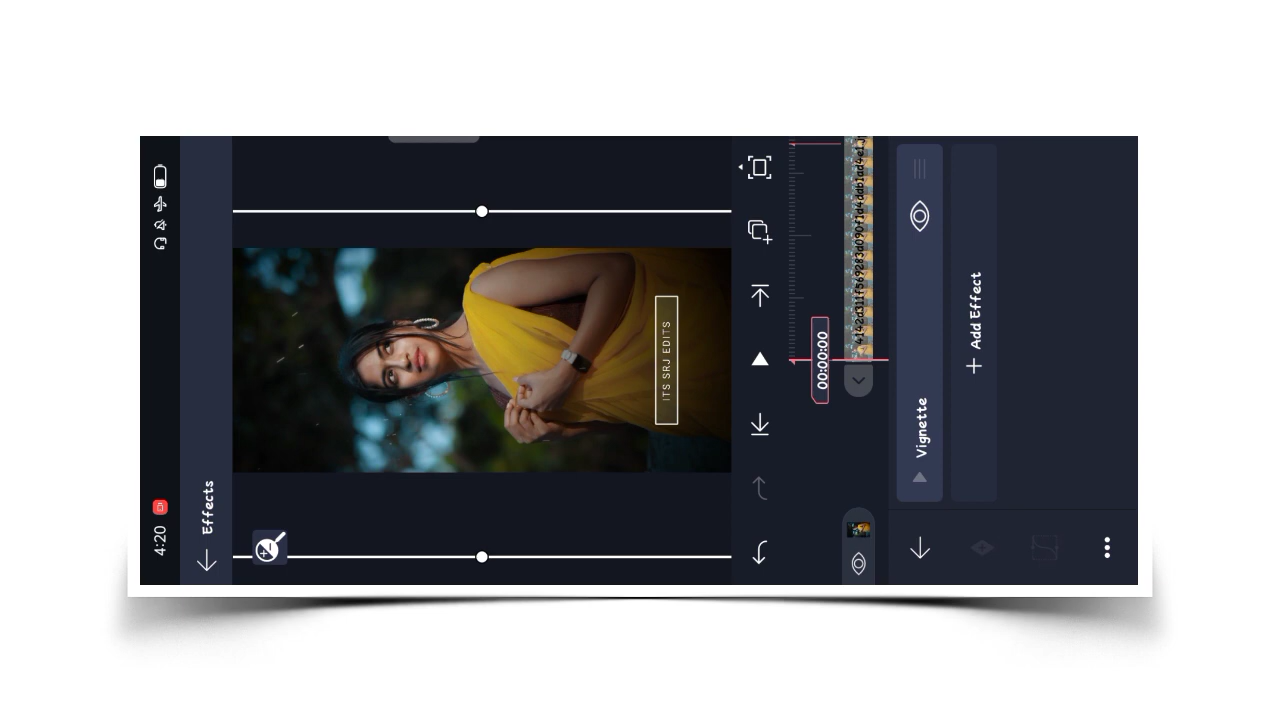 4:20
Effects
ITS SRJ EDITS
00:00:00
Vignette
+ Add Effect